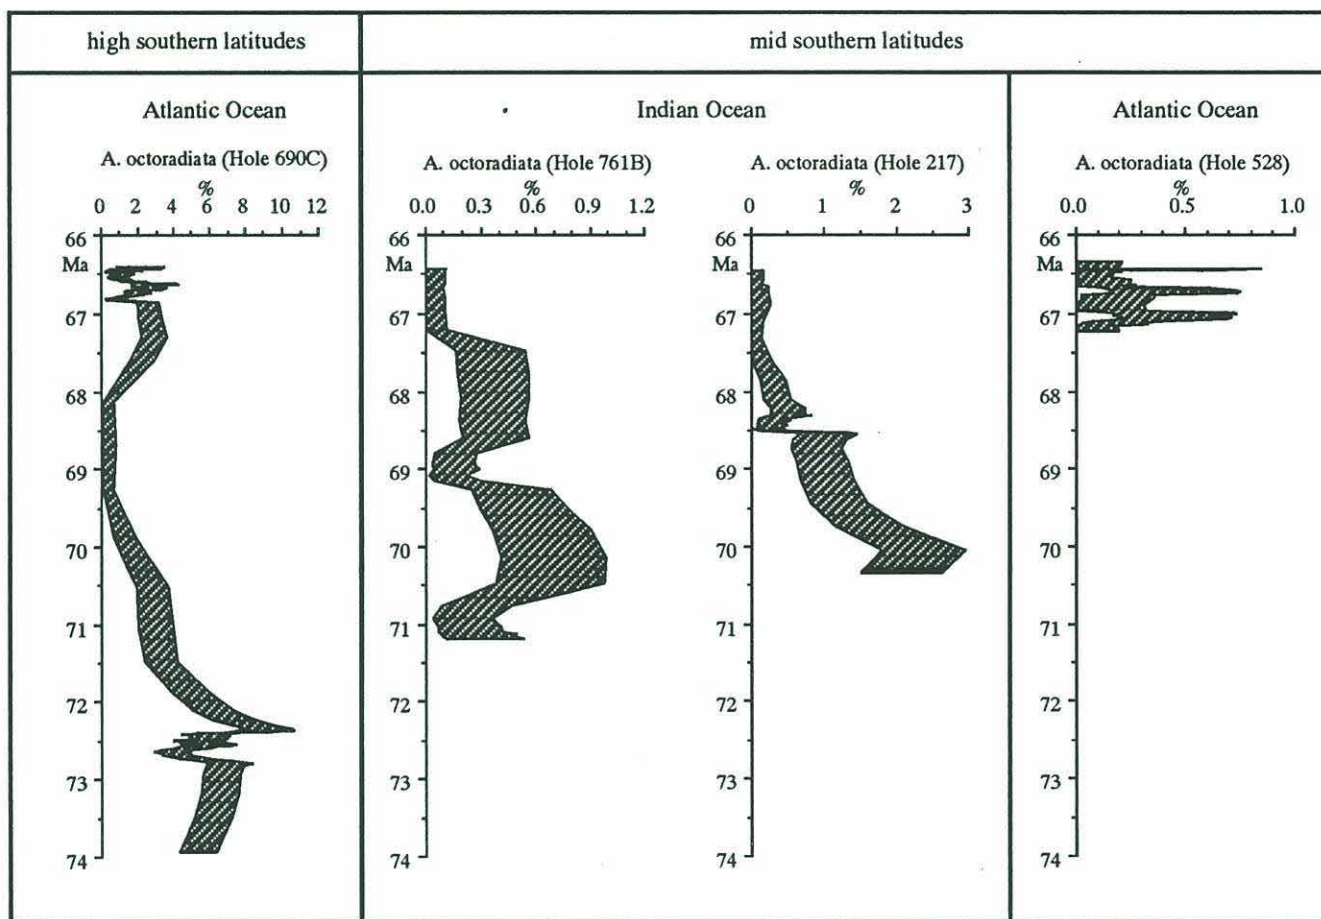 high southern latitudes
mid southern latitudes
Atlantic Ocean
Indian Ocean
Atlantic Ocean
A. octoradiata (Hole 690C)
%
0 2 4 6 8 10 12
66
Ma
67
68
69
70
71
72
73
74
A. octoradiata (Hole 761B)
%
0.0 0.3 0.6 0.9 1.2
66
Ma
67
68
69
70
71
72
73
74
A. octoradiata (Hole 217)
%
0 1 2 3
66
Ma
67
68
69
70
71
72
73
74
A. octoradiata (Hole 528)
%
0.0 0.5 1.0
66
Ma
67
68
69
70
71
72
73
74